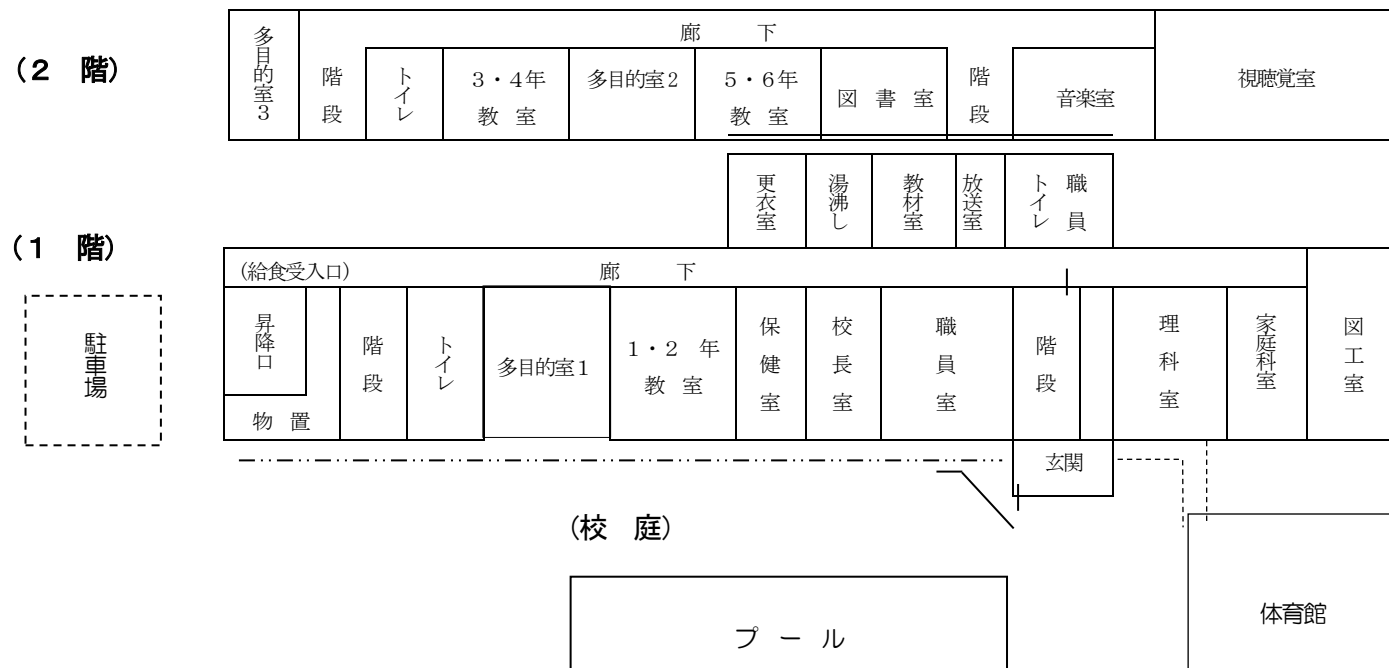 (２　階)
多目的室３
廊　　下
階段
トイレ
３・４年
教　室
多目的室２
５・６年
教　室
図　書　室
階段
音楽室
視聴覚室
更衣室
湯沸し
教材室
放送室
職員
トイレ
(１　階)
(給食受入口)
廊　　下
駐車場
昇降口
物　置
階段
トイレ
多目的室１
１・２　年
教　室
保健室
校長室
職員室
階段
理科室
家庭科室
図工室
玄関
(校　庭)
プ　ー　ル
体育館